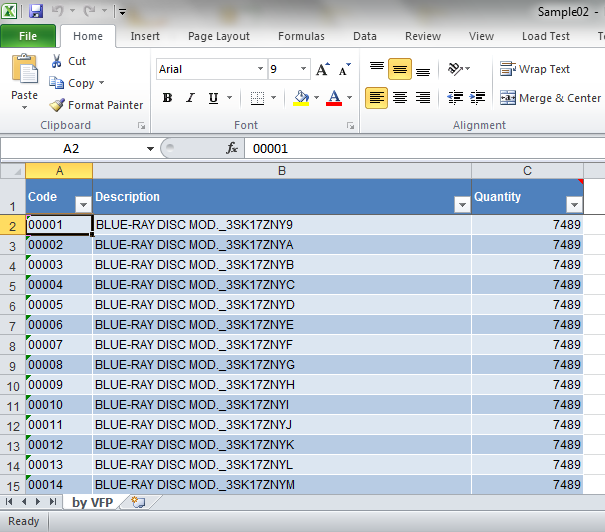 Sample02 -
File Home Insert Page Layout Formulas Data Review View Load Test T
Paste
Cut
Copy
Format Painter
Clipboard
Arial 9 A A
B I U A
Font
Wrap Text
Merge & Center
Alignment
A2 fx 00001
A B C
1 Code Description Quantity
2 00001 BLUE-RAY DISC MOD._3SK17ZNY9 7489
3 00002 BLUE-RAY DISC MOD._3SK17ZNYA 7489
4 00003 BLUE-RAY DISC MOD._3SK17ZNYB 7489
5 00004 BLUE-RAY DISC MOD._3SK17ZNYC 7489
6 00005 BLUE-RAY DISC MOD._3SK17ZNYD 7489
7 00006 BLUE-RAY DISC MOD._3SK17ZNYE 7489
8 00007 BLUE-RAY DISC MOD._3SK17ZNYF 7489
9 00008 BLUE-RAY DISC MOD._3SK17ZNYG 7489
10 00009 BLUE-RAY DISC MOD._3SK17ZNYH 7489
11 00010 BLUE-RAY DISC MOD._3SK17ZNYI 7489
12 00011 BLUE-RAY DISC MOD._3SK17ZNYJ 7489
13 00012 BLUE-RAY DISC MOD._3SK17ZNYK 7489
14 00013 BLUE-RAY DISC MOD._3SK17ZNYL 7489
15 00014 BLUE-RAY DISC MOD._3SK17ZNYM 7489
by VFP
Ready